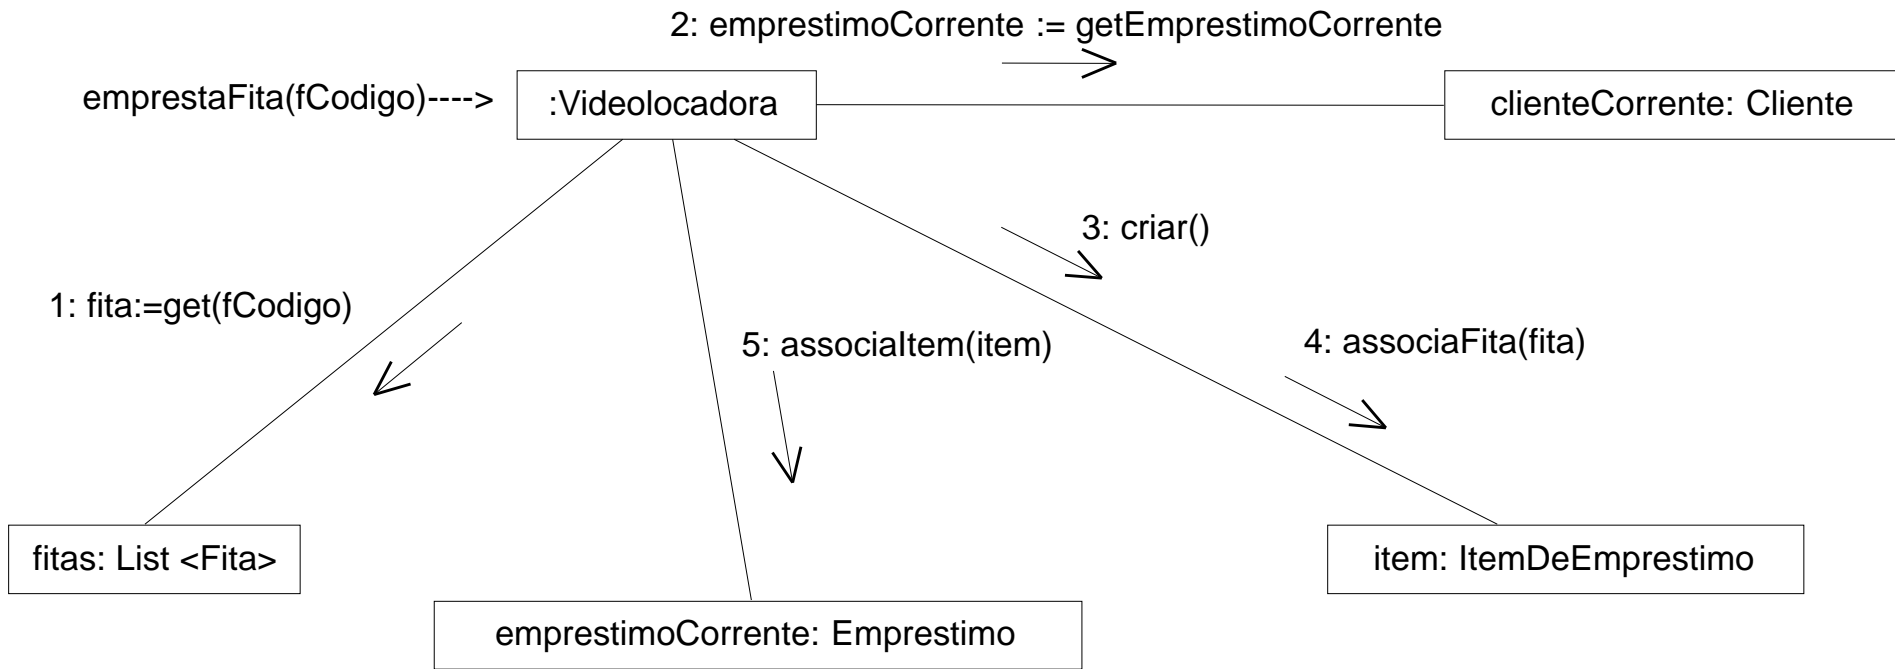 2: emprestimoCorrente := getEmprestimoCorrente
emprestaFita(fCodigo)---->
:Videolocadora
clienteCorrente: Cliente
3: criar()
1: fita:=get(fCodigo)
5: associaItem(item)
4: associaFita(fita)
fitas: List <Fita>
item: ItemDeEmprestimo
emprestimoCorrente: Emprestimo